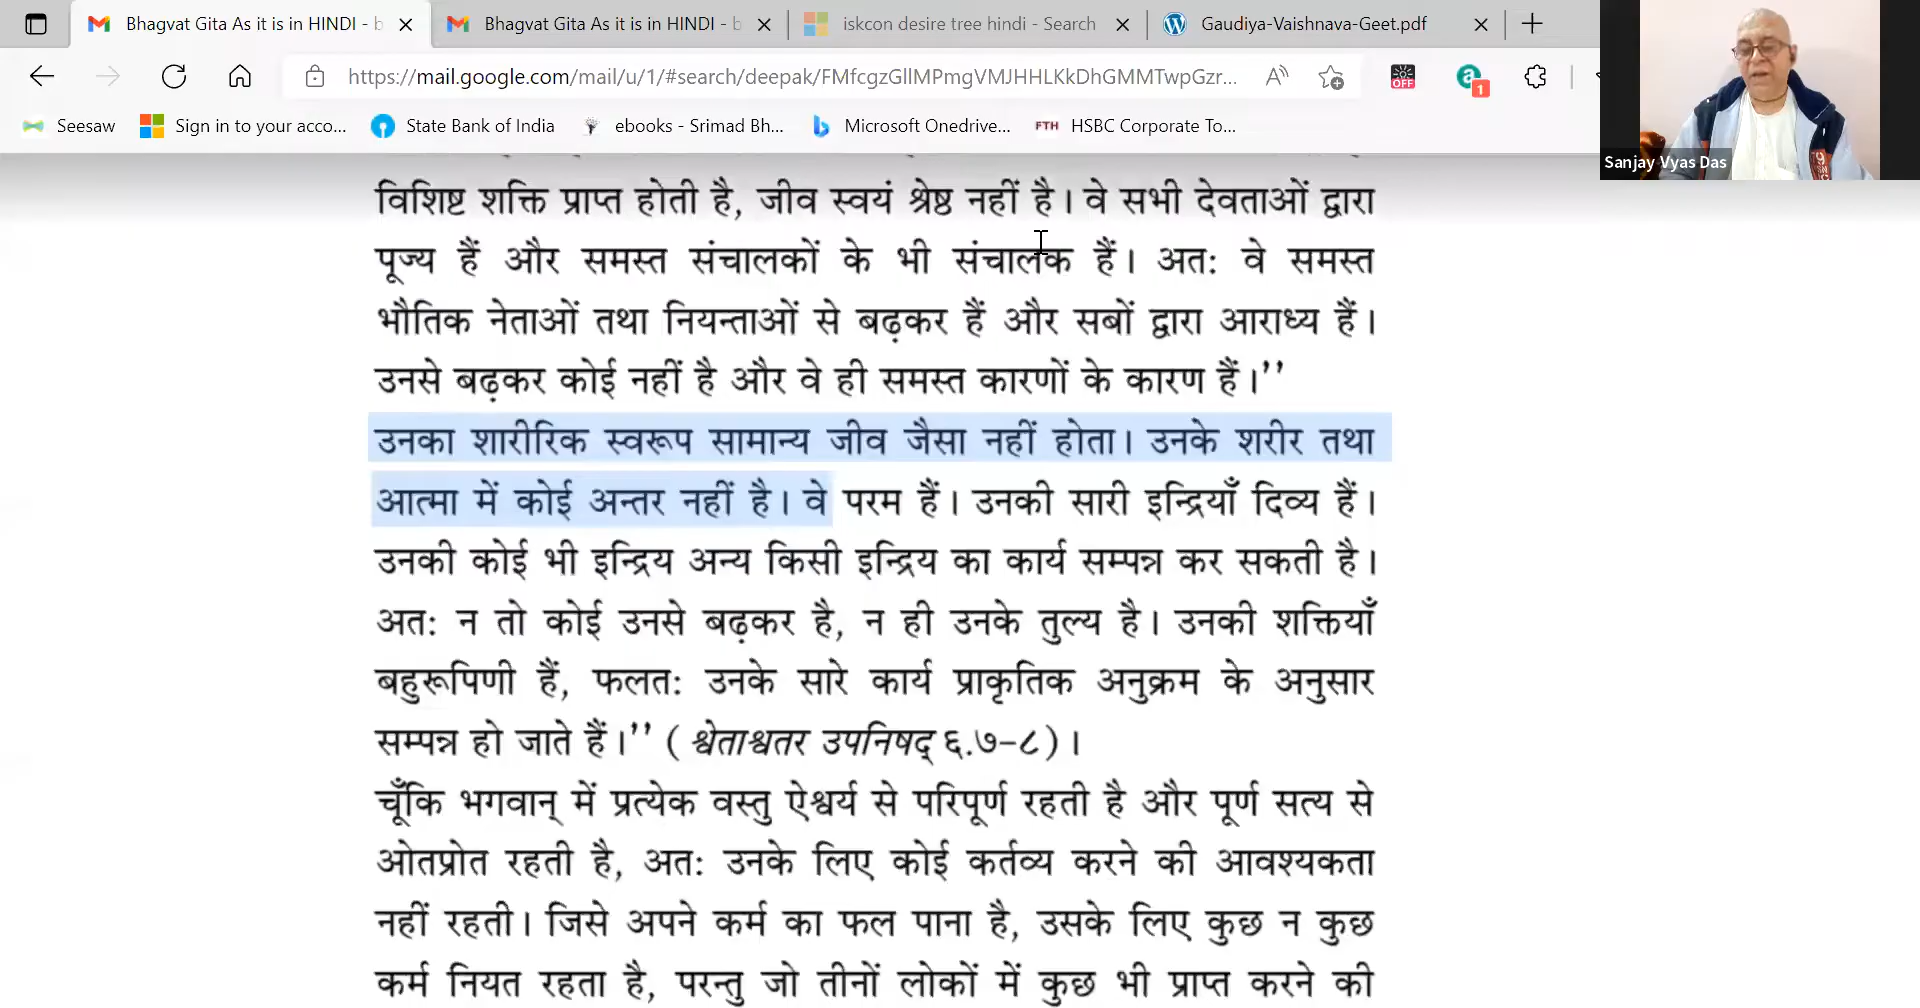 Bhagvat Gita As it is in HINDI - b
Bhagvat Gita As it is in HINDI - b
iskcon desire tree hindi - Search
Gaudiya-Vaishnava-Geet.pdf
https://mail.google.com/mail/u/1/#search/deepak/FMfcgzGllMPmgVMJHHLKkDhGMMTwpGzr...
OFF
a
1
Seesaw
Sign in to your acco...
State Bank of India
ebooks - Srimad Bh...
Microsoft Onedrive...
FTH HSBC Corporate To...
Sanjay Vyas Das
विशिष्ट शक्ति प्राप्त होती है, जीव स्वयं श्रेष्ठ नहीं है। वे सभी देवताओं द्वारा
पूज्य हैं और समस्त संचालकों के भी संचालक हैं। अतः वे समस्त
भौतिक नेताओं तथा नियन्ताओं से बढ़कर हैं और सबों द्वारा आराध्य हैं।
उनसे बढ़कर कोई नहीं है और वे ही समस्त कारणों के कारण हैं।’’
उनका शारीरिक स्वरूप सामान्य जीव जैसा नहीं होता। उनके शरीर तथा
आत्मा में कोई अन्तर नहीं है। वे परम हैं। उनकी सारी इन्द्रियाँ दिव्य हैं।
उनकी कोई भी इन्द्रिय अन्य किसी इन्द्रिय का कार्य सम्पन्न कर सकती है।
अतः न तो कोई उनसे बढ़कर है, न ही उनके तुल्य है। उनकी शक्तियाँ
बहुरूपिणी हैं, फलतः उनके सारे कार्य प्राकृतिक अनुक्रम के अनुसार
सम्पन्न हो जाते हैं।’’ (श्वेताश्वतर उपनिषद् ६.७-८)।
चूँकि भगवान् में प्रत्येक वस्तु ऐश्वर्य से परिपूर्ण रहती है और पूर्ण सत्य से
ओतप्रोत रहती है, अतः उनके लिए कोई कर्तव्य करने की आवश्यकता
नहीं रहती। जिसे अपने कर्म का फल पाना है, उसके लिए कुछ न कुछ
कर्म नियत रहता है, परन्तु जो तीनों लोकों में कुछ भी प्राप्त करने की